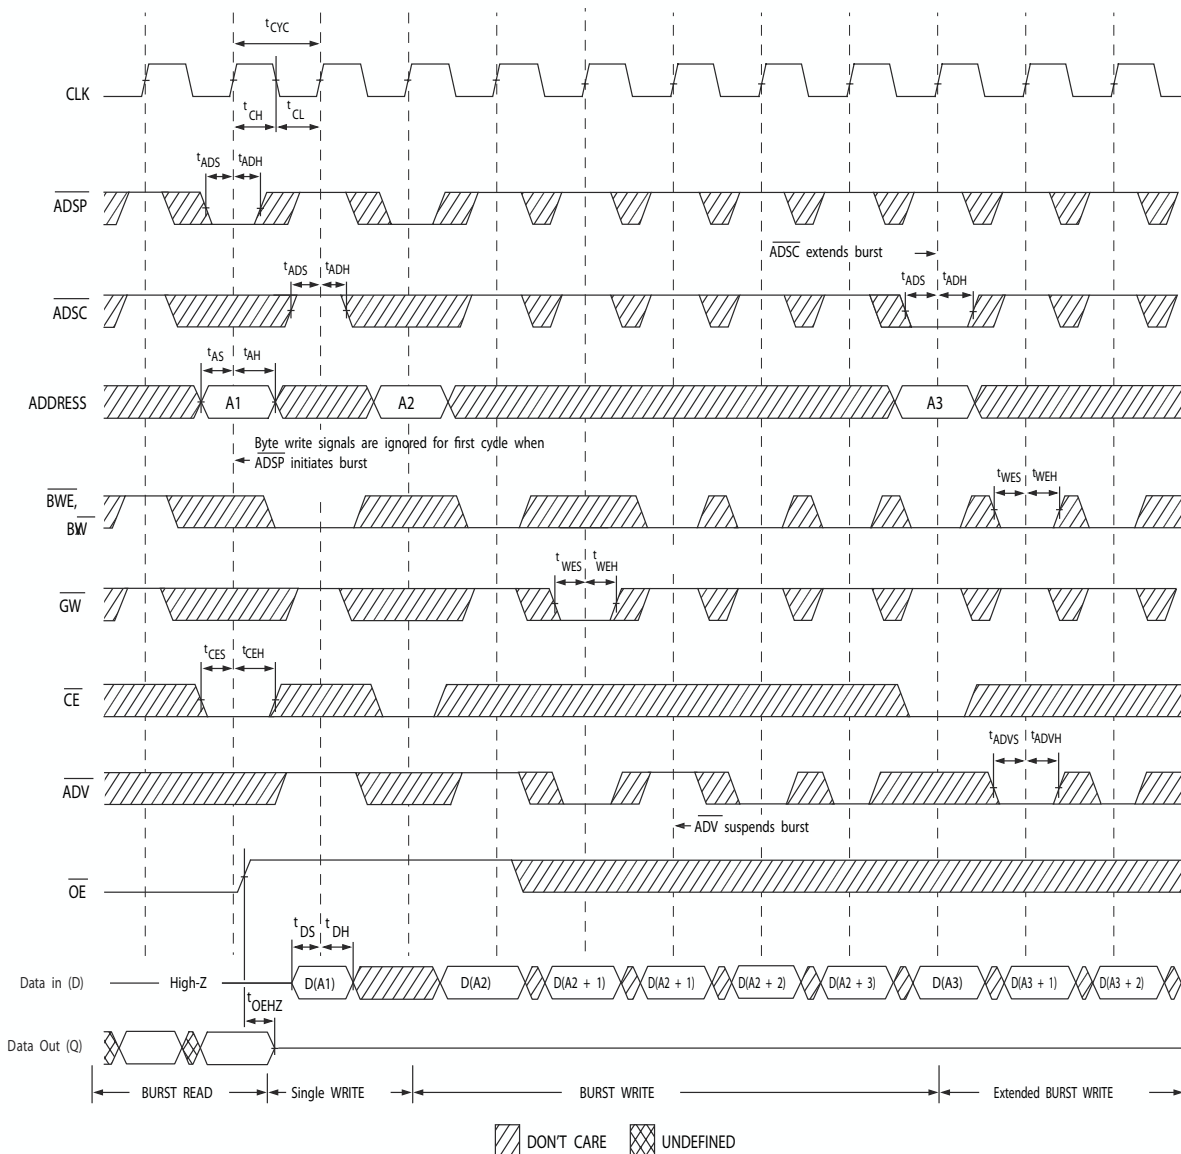 tCYC
CLK
tCH
tCL
tADS
tADH
ADSP
ADSC extends burst
tADS
tADH
tADS
tADH
ADSC
tAS
tAH
ADDRESS
A1
A2
A3
Byte write signals are ignored for first cycle when
ADSP initiates burst
tWES
tWEH
BWE,
BW
tWES
tWEH
GW
tCES
tCEH
CE
tADVS
tADVH
ADV
ADV suspends burst
OE
tDS
tDH
Data in (D)
High-Z
D(A1)
D(A2)
D(A2 + 1)
D(A2 + 1)
D(A2 + 2)
D(A2 + 3)
D(A3)
D(A3 + 1)
D(A3 + 2)
tOEHZ
Data Out (Q)
BURST READ
Single WRITE
BURST WRITE
Extended BURST WRITE
DON'T CARE
UNDEFINED